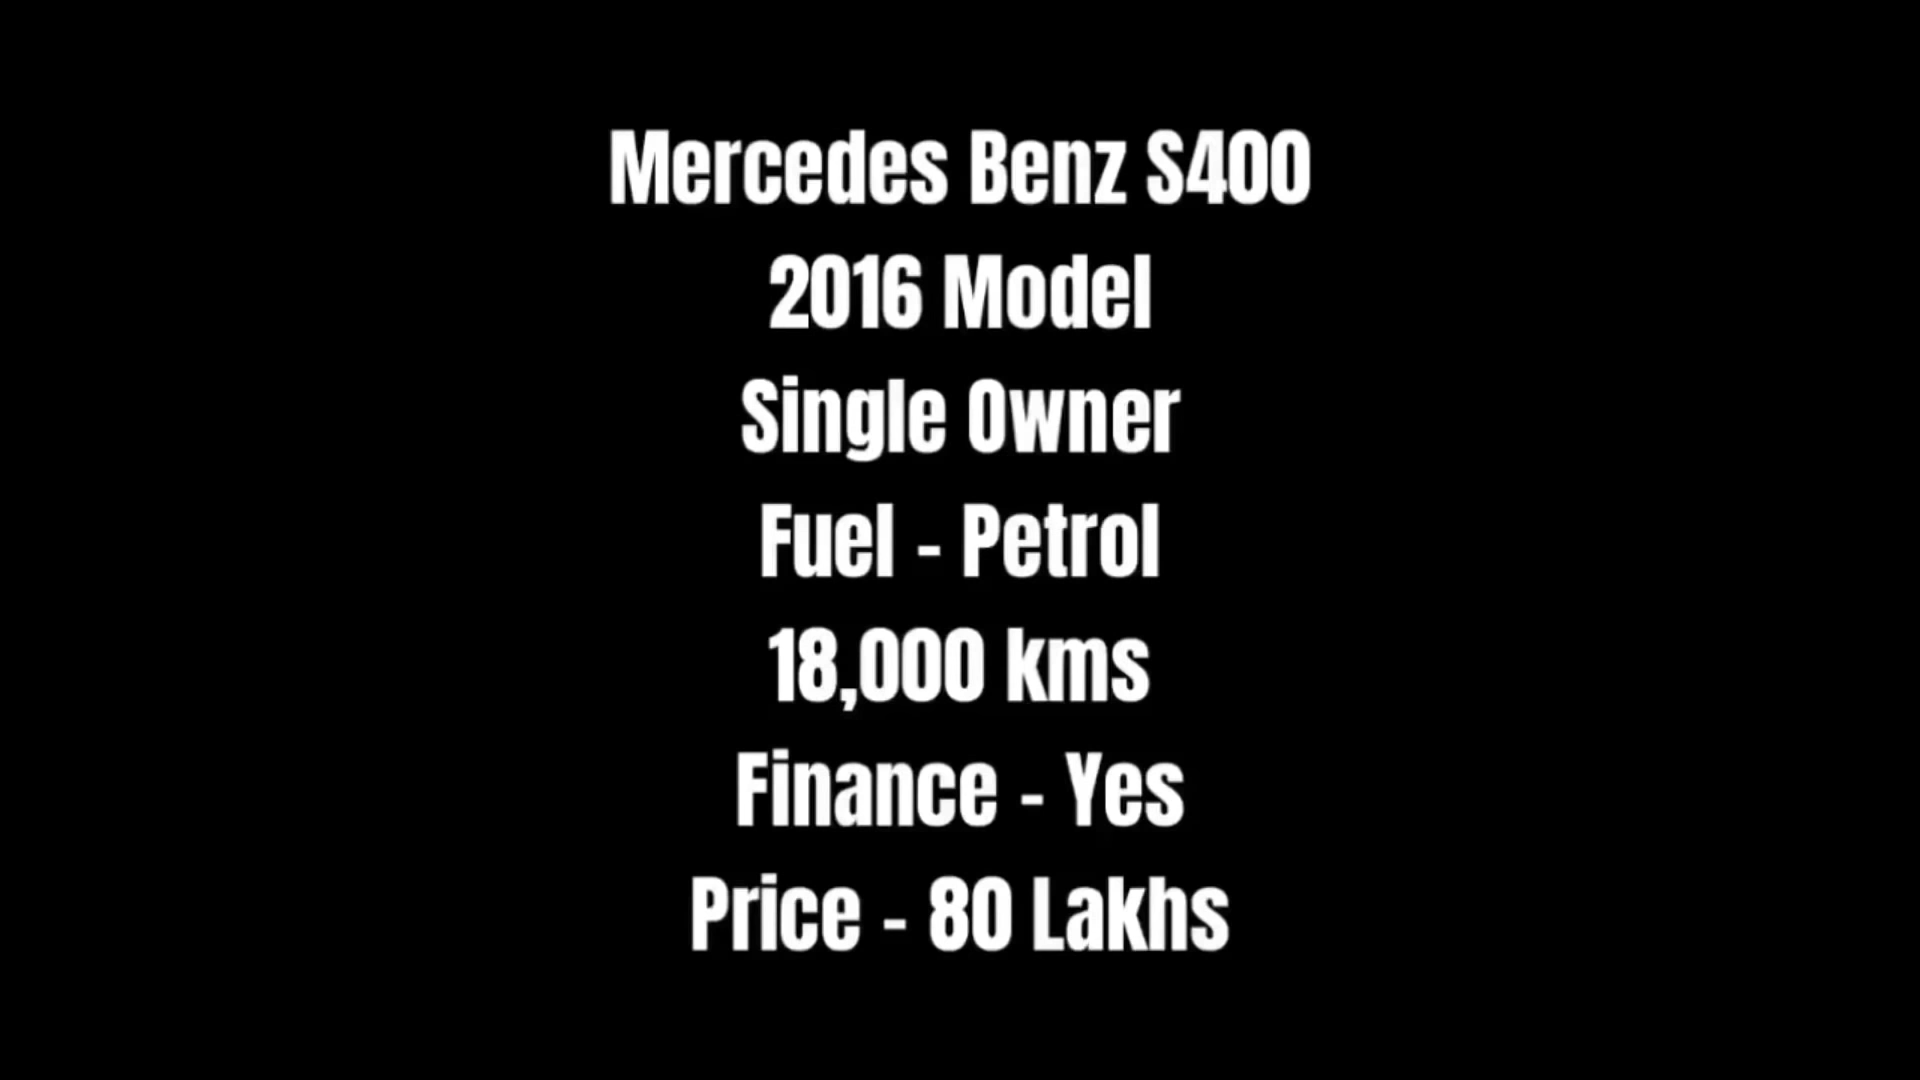 Mercedes Benz S400
2016 Model
Single Owner
Fuel - Petrol
18,000 kms
Finance - Yes
Price - 80 Lakhs